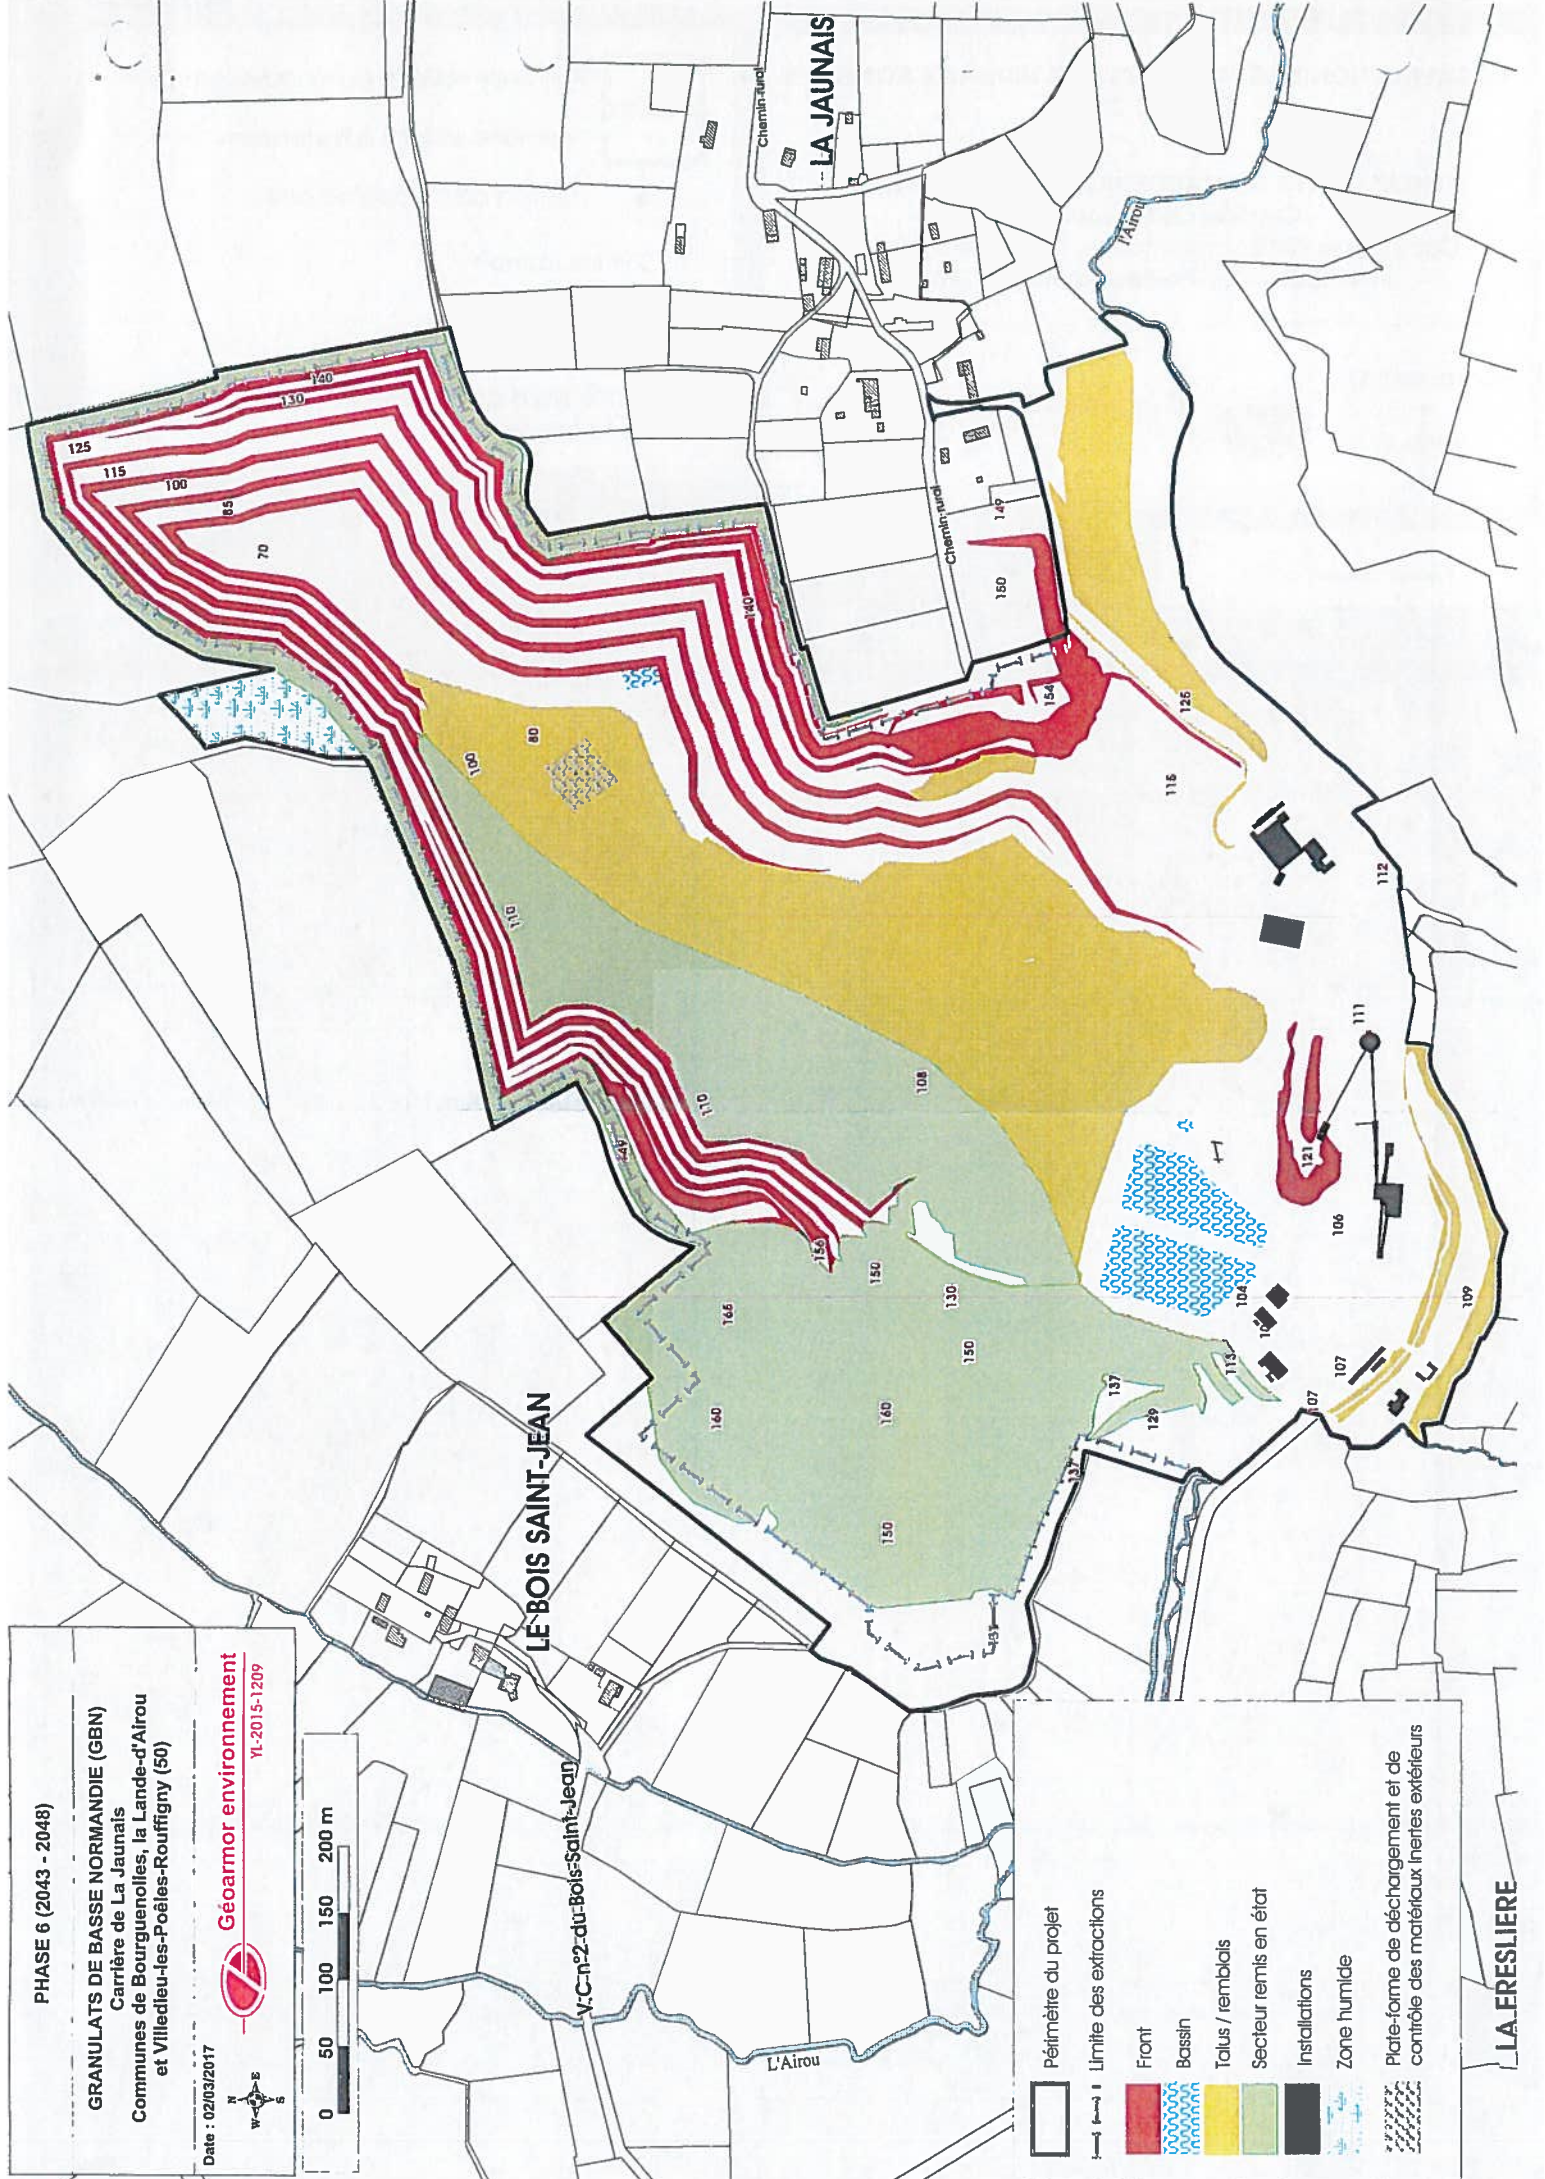 PHASE 6 (2043 - 2048)
GRANULATS DE BASSE NORMANDIE (GBN)
Carrière de La Jaunais
Communes de Bourguenolles, la Lande-d'Airou
et Villedieu-les-Poêles-Rouffigny (50)
Date : 02/03/2017
Géoarmor environnement
YL-2015-1209
N
W E
S
0 50 100 150 200 m
LE BOIS SAINT-JEAN
V.C.n°2-du-Bois-Saint-Jean
L'Airou
LA JAUNAIS
Chemin rural
Chemin rural
l'Airou
125
115
100
85
70
130
140
140
100
80
110
110
149
108
156
150
165
160
130
150
160
150
137
137
129
113
104
107
107
109
106
121
111
112
115
125
154
150
149
Périmètre du projet
Limite des extractions
Front
Bassin
Talus / remblais
Secteur remis en état
Installations
Zone humide
Plate-forme de déchargement et de
contrôle des matériaux inertes extérieurs
LA ERESLIERE